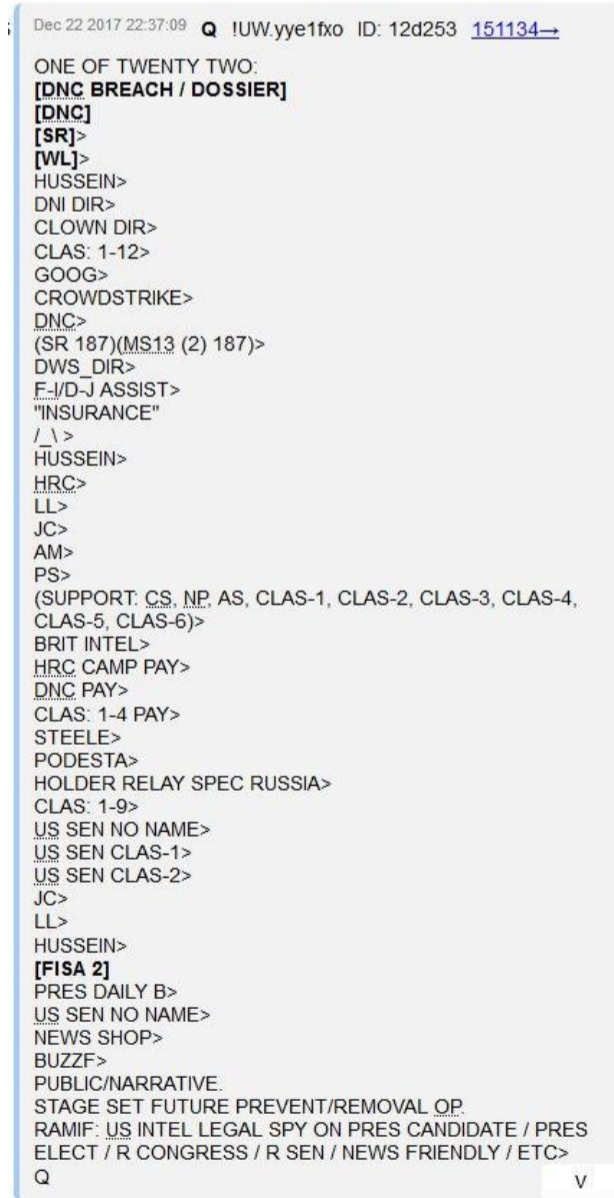 Dec 22 2017 22:37:09 Q !UW.yye1fxo ID: 12d253 151134→
ONE OF TWENTY TWO:
[DNC BREACH / DOSSIER]
[DNC]
[SR]>
[WL]>
HUSSEIN>
DNI DIR>
CLOWN DIR>
CLAS: 1-12>
GOOG>
CROWDSTRIKE>
DNC>
(SR 187)(MS13 (2) 187)>
DWS_DIR>
F-I/D-J ASSIST>
"INSURANCE"
/_\ >
HUSSEIN>
HRC>
LL>
JC>
AM>
PS>
(SUPPORT: CS, NP, AS, CLAS-1, CLAS-2, CLAS-3, CLAS-4,
CLAS-5, CLAS-6)>
BRIT INTEL>
HRC CAMP PAY>
DNC PAY>
CLAS: 1-4 PAY>
STEELE>
PODESTA>
HOLDER RELAY SPEC RUSSIA>
CLAS: 1-9>
US SEN NO NAME>
US SEN CLAS-1>
US SEN CLAS-2>
JC>
LL>
HUSSEIN>
[FISA 2]
PRES DAILY B>
US SEN NO NAME>
NEWS SHOP>
BUZZF>
PUBLIC/NARRATIVE.
STAGE SET FUTURE PREVENT/REMOVAL OP.
RAMIF: US INTEL LEGAL SPY ON PRES CANDIDATE / PRES
ELECT / R CONGRESS / R SEN / NEWS FRIENDLY / ETC>
Q
v